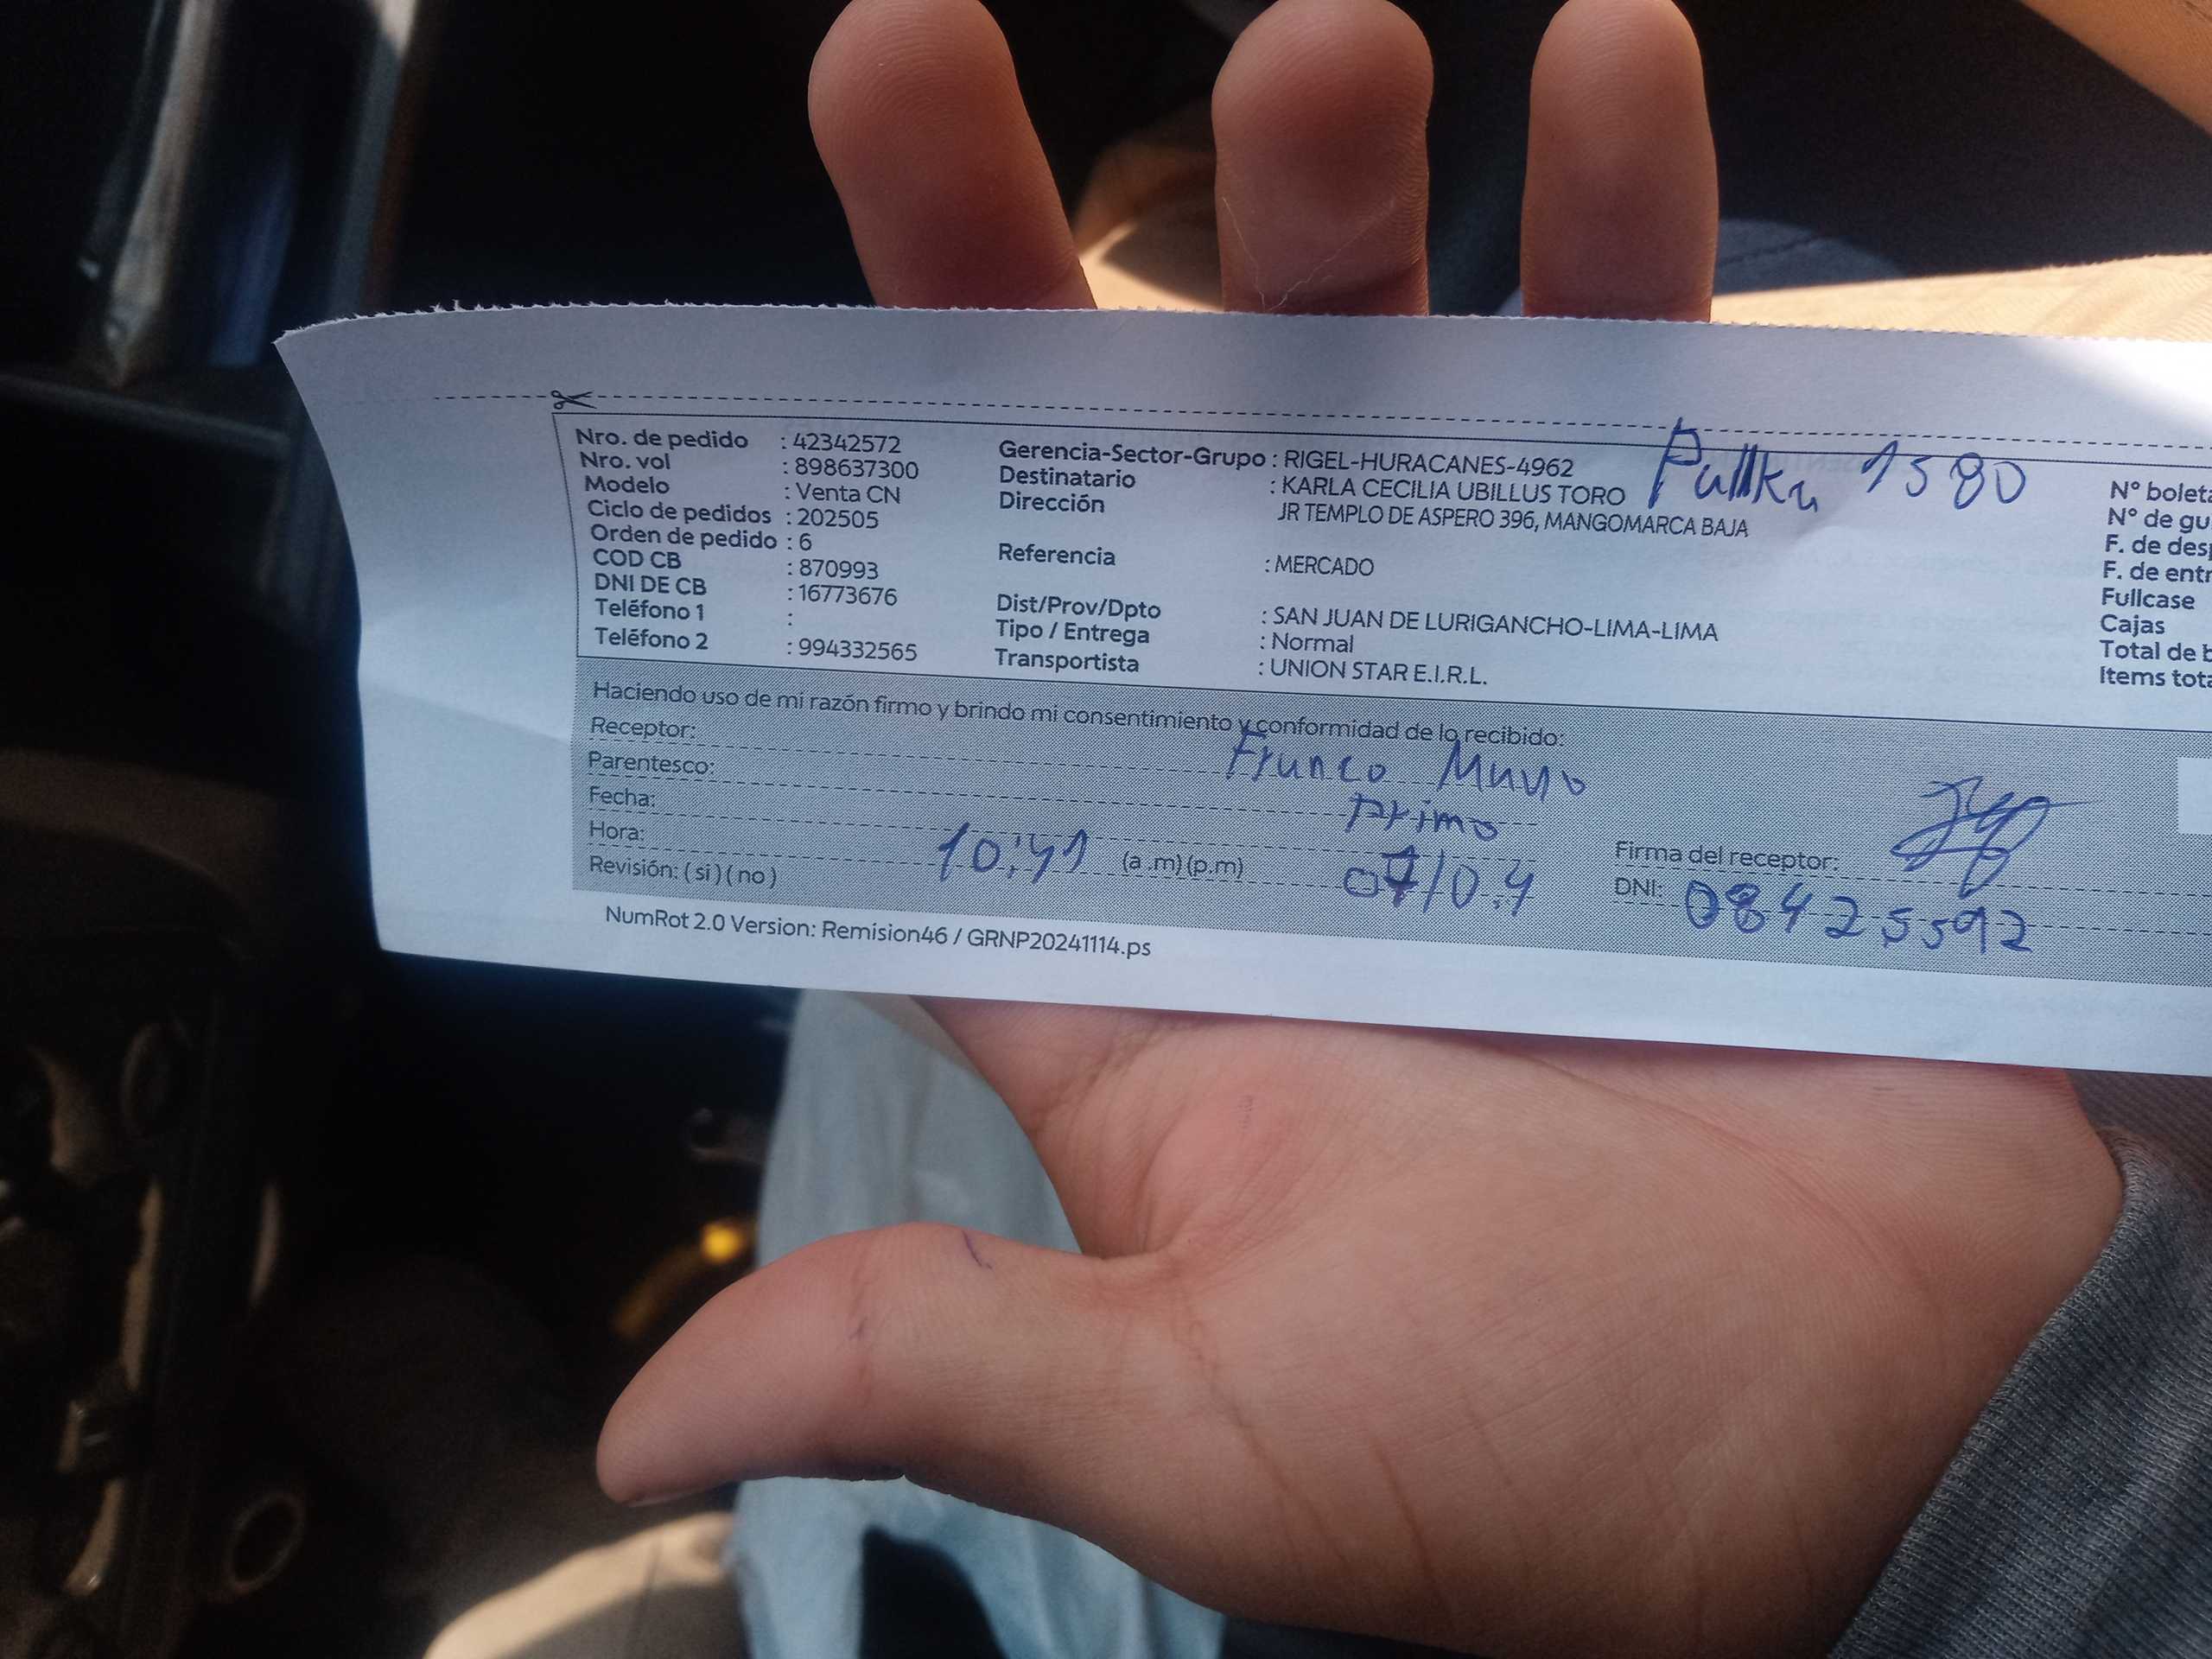 Nro. de pedido : 42342572
Nro. vol : 898637300
Modelo : Venta CN
Ciclo de pedidos : 202505
Orden de pedido : 6
COD CB : 870993
DNI DE CB : 16773676
Teléfono 1 :
Teléfono 2 : 994332565
Gerencia-Sector-Grupo : RIGEL-HURACANES-4962
Destinatario : KARLA CECILIA UBILLUS TORO
Dirección JR TEMPLO DE ASPERO 396, MANGOMARCA BAJA
Referencia : MERCADO
Dist/Prov/Dpto : SAN JUAN DE LURIGANCHO-LIMA-LIMA
Tipo / Entrega : Normal
Transportista : UNION STAR E.I.R.L.
1580
N° boleta
N° de gu
F. de desp
F. de entr
Fullcase
Cajas
Total de b
Items tota
Haciendo uso de mi razón firmo y brindo mi consentimiento y conformidad de lo recibido:
Receptor: Franco
Parentesco: primo
Fecha: 07/04
Hora: 10:41 (a .m) (p.m)
Revisión: ( si ) ( no )
Firma del receptor:
DNI: 08425592
NumRot 2.0 Version: Remision46 / GRNP20241114.ps